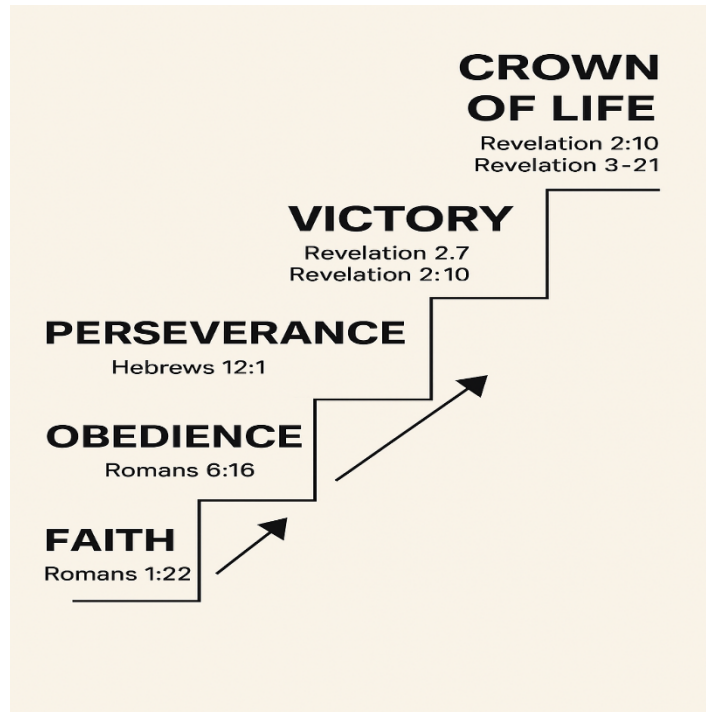 CROWN
OF LIFE
Revelation 2:10
Revelation 3-21
VICTORY
Revelation 2.7
Revelation 2:10
PERSEVERANCE
Hebrews 12:1
OBEDIENCE
Romans 6:16
FAITH
Romans 1:22